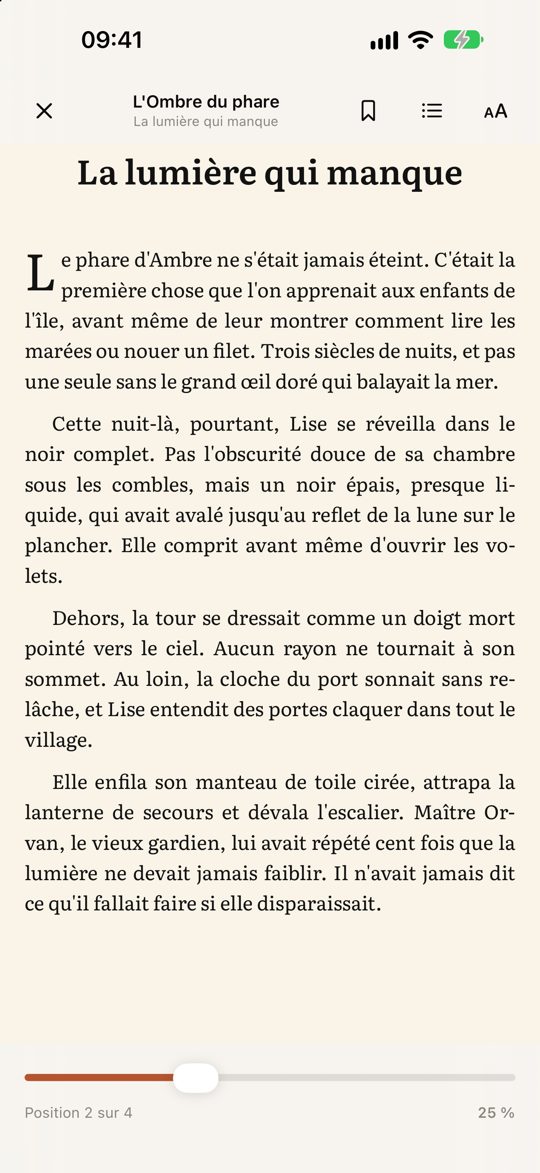 09:41
L'Ombre du phare
La lumière qui manque
AA
La lumière qui manque
Le phare d'Ambre ne s'était jamais éteint. C'était la
première chose que l'on apprenait aux enfants de
l'île, avant même de leur montrer comment lire les
marées ou nouer un filet. Trois siècles de nuits, et pas
une seule sans le grand œil doré qui balayait la mer.
Cette nuit-là, pourtant, Lise se réveilla dans le
noir complet. Pas l'obscurité douce de sa chambre
sous les combles, mais un noir épais, presque li-
quide, qui avait avalé jusqu'au reflet de la lune sur le
plancher. Elle comprit avant même d'ouvrir les vo-
lets.
Dehors, la tour se dressait comme un doigt mort
pointé vers le ciel. Aucun rayon ne tournait à son
sommet. Au loin, la cloche du port sonnait sans re-
lâche, et Lise entendit des portes claquer dans tout le
village.
Elle enfila son manteau de toile cirée, attrapa la
lanterne de secours et dévala l'escalier. Maître Or-
van, le vieux gardien, lui avait répété cent fois que la
lumière ne devait jamais faiblir. Il n'avait jamais dit
ce qu'il fallait faire si elle disparaissait.
Position 2 sur 4
25 %